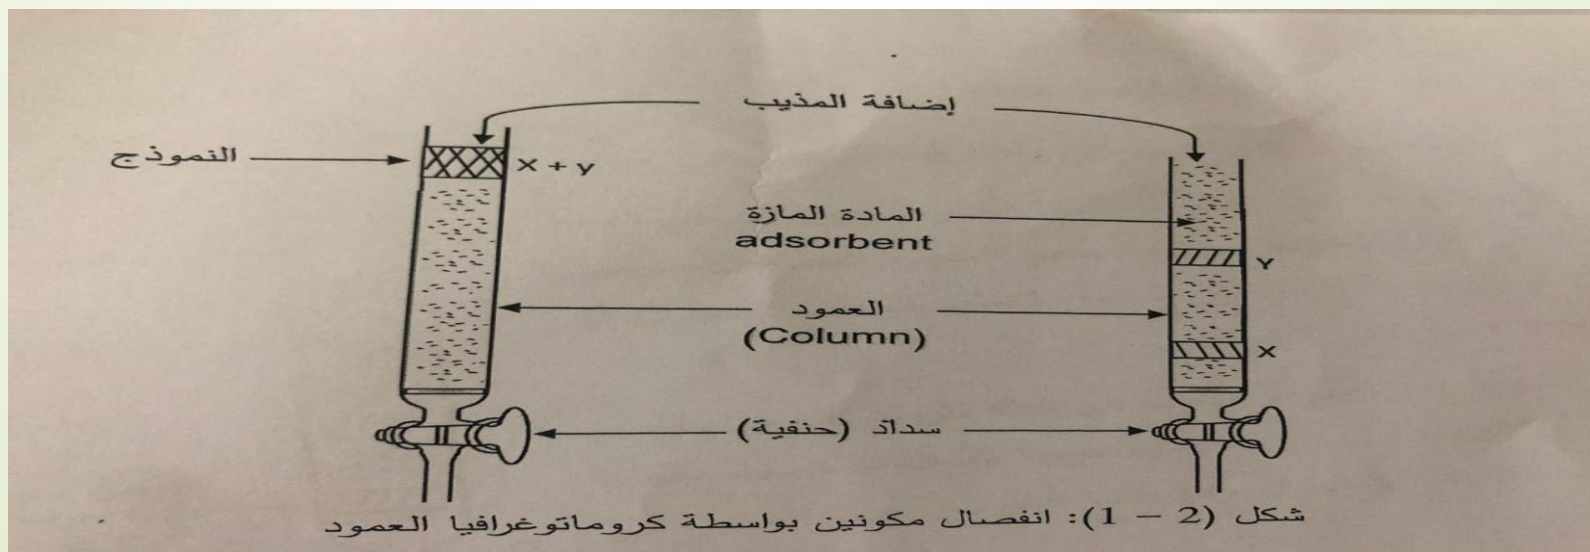 إضافة المذيب
النموذج
X + y
المادة المازة
adsorbent
Y
العمود
(Column)
X
سداد (حنفية)
شكل (2 – 1): انفصال مكونين بواسطة كروماتوغرافيا العمود